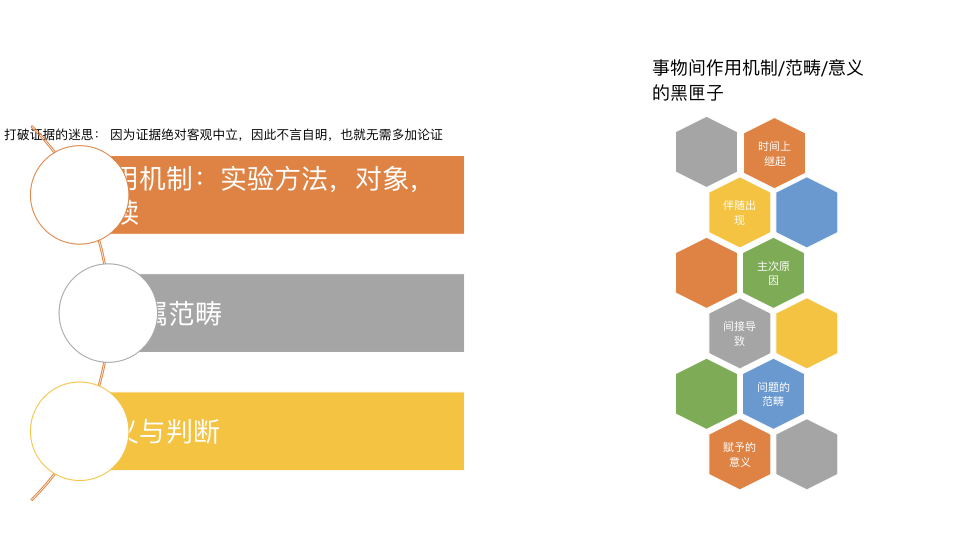 打破证据的迷思： 因为证据绝对客观中立，因此不言自明，也就无需多加论证
用机制：实验方法，对象，
读
属范畴
义与判断
事物间作用机制/范畴/意义
的黑匣子
时间上
继起
伴随出
现
主次原
因
间接导
致
问题的
范畴
赋予的
意义